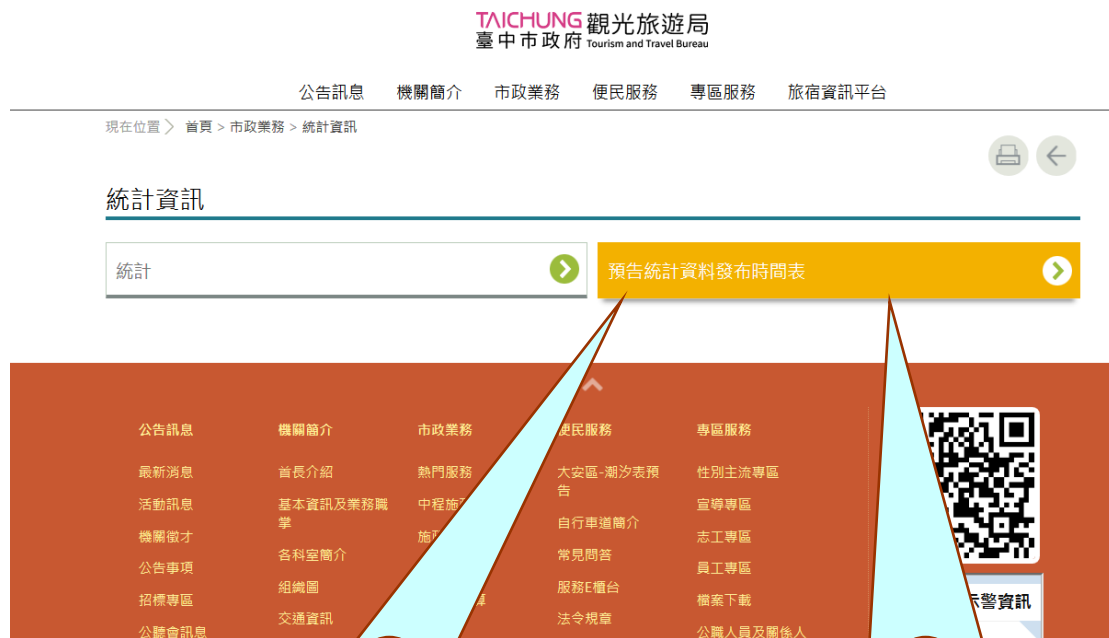 TAICHUNG 觀光旅遊局
臺中市政府 Tourism and Travel Bureau
公告訊息 機關簡介 市政業務 便民服務 專區服務 旅宿資訊平台
現在位置 首頁 > 市政業務 > 統計資訊
統計資訊
統計 預告統計資料發布時間表
公告訊息 機關簡介 市政業務 便民服務 專區服務
最新消息 首長介紹 熱門服務 大安區-潮汐表預告 性別主流專區
活動訊息 基本資訊及業務職掌 中程施 自行車道簡介 宣導專區
機關徵才 各科室簡介 常見問答 志工專區
公告事項 組織圖 服務E櫃台 員工專區
招標專區 交通資訊 法令規章 檔案下載
公聽會訊息 公職人員及關係人
示警資訊